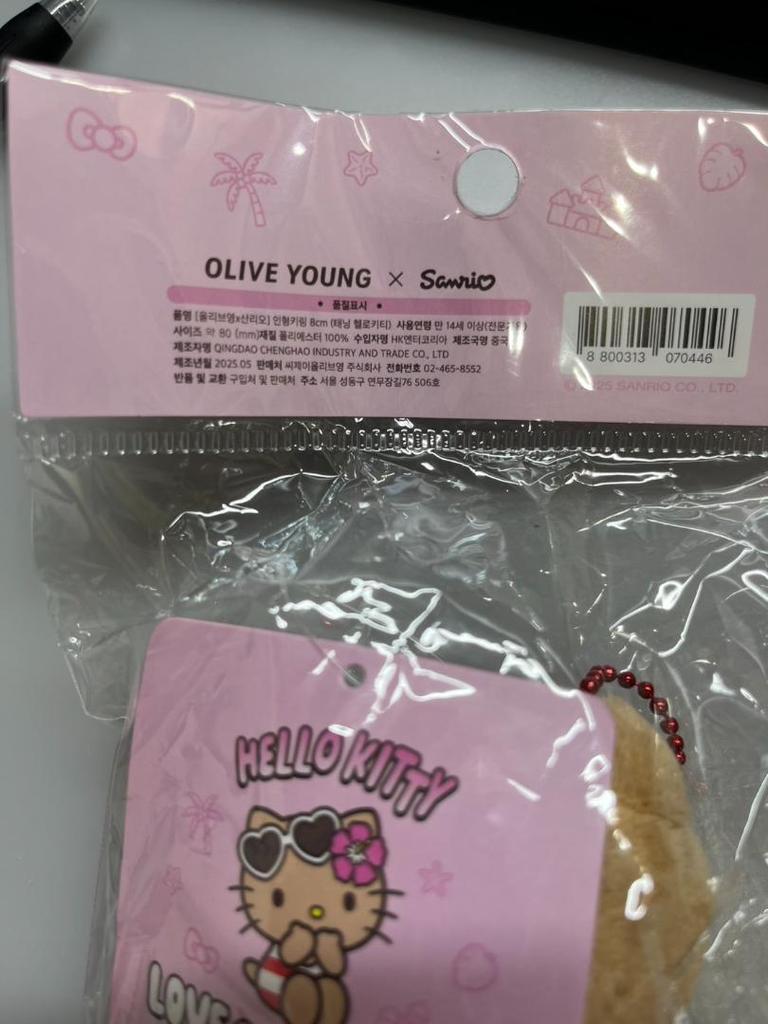 OLIVE YOUNG × Sanrio
• 품질표시 •
품명 [올리브영x산리오] 인형키링 8cm (태닝 헬로키티) 사용연령 만 14세 이상(전문가용)
사이즈 약 80 (mm)재질 폴리에스터 100% 수입자명 HK엔터코리아 제조국명 중국
제조자명 QINGDAO CHENGHAO INDUSTRY AND TRADE CO., LTD
제조년월 2025.05 판매처 씨제이올리브영 주식회사 전화번호 02-465-8552
반품 및 교환 구입처 및 판매처 주소 서울 성동구 연무장길76 506호
8 800313 070446
© 2025 SANRIO CO., LTD.
HELLO KITTY
LOVE